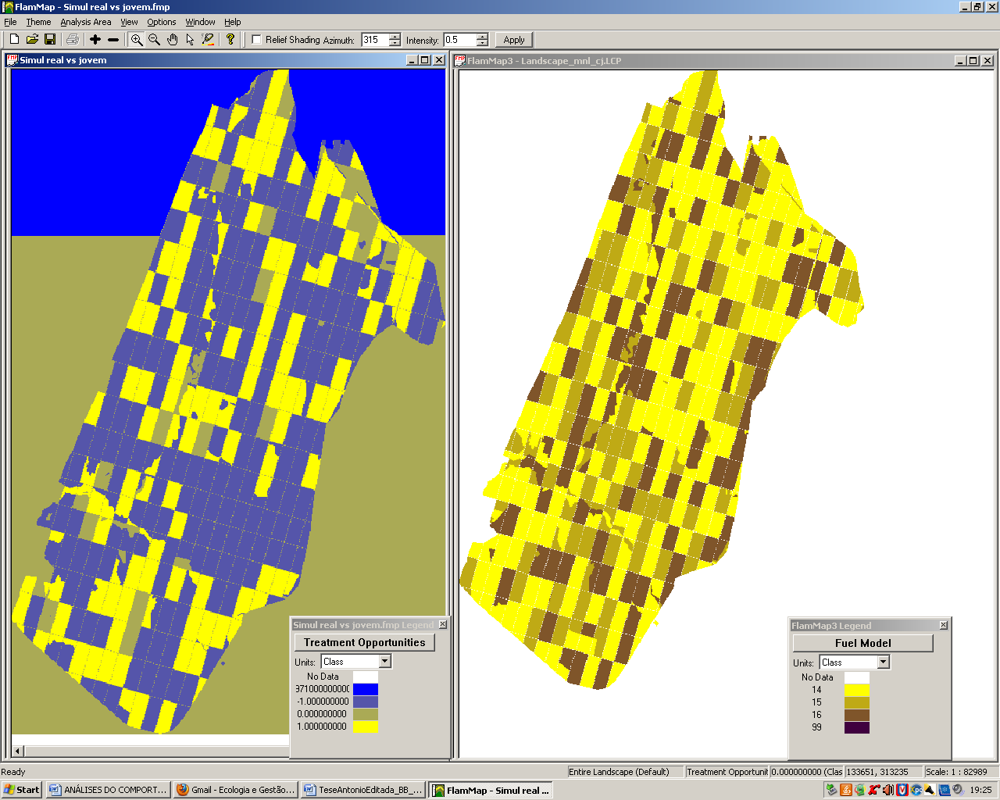 FlamMap - Simul real vs jovem.fmp
File Theme Analysis Area View Options Window Help
Relief Shading Azimuth: 315 Intensity: 0.5 Apply
Simul real vs jovem
FlamMap3 - Landscape_mnl_cj.LCP
Simul real vs jovem.fmp Legend
Treatment Opportunities
Units: Class
No Data
371000000000
-1.000000000
0.000000000
1.000000000
FlamMap3 Legend
Fuel Model
Units: Class
No Data
14
15
16
99
Ready
Entire Landscape (Default) Treatment Opportunit 0.000000000 (Clas 133651, 313235 Scale: 1 : 82989
Start ANÁLISES DO COMPORT... Gmail - Ecologia e Gestão... TeseAntonioEditada_BB_... FlamMap - Simul real ... 19:25